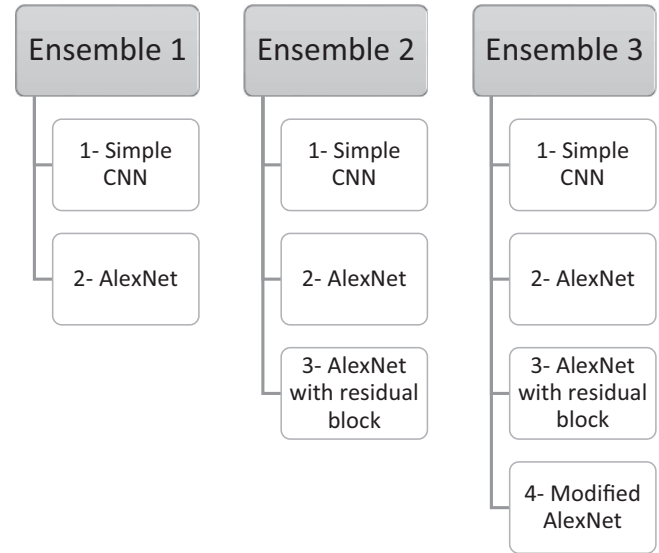 Ensemble 1
1- Simple
CNN
2- AlexNet
Ensemble 2
1- Simple
CNN
2- AlexNet
3- AlexNet
with residual
block
Ensemble 3
1- Simple
CNN
2- AlexNet
3- AlexNet
with residual
block
4- Modified
AlexNet